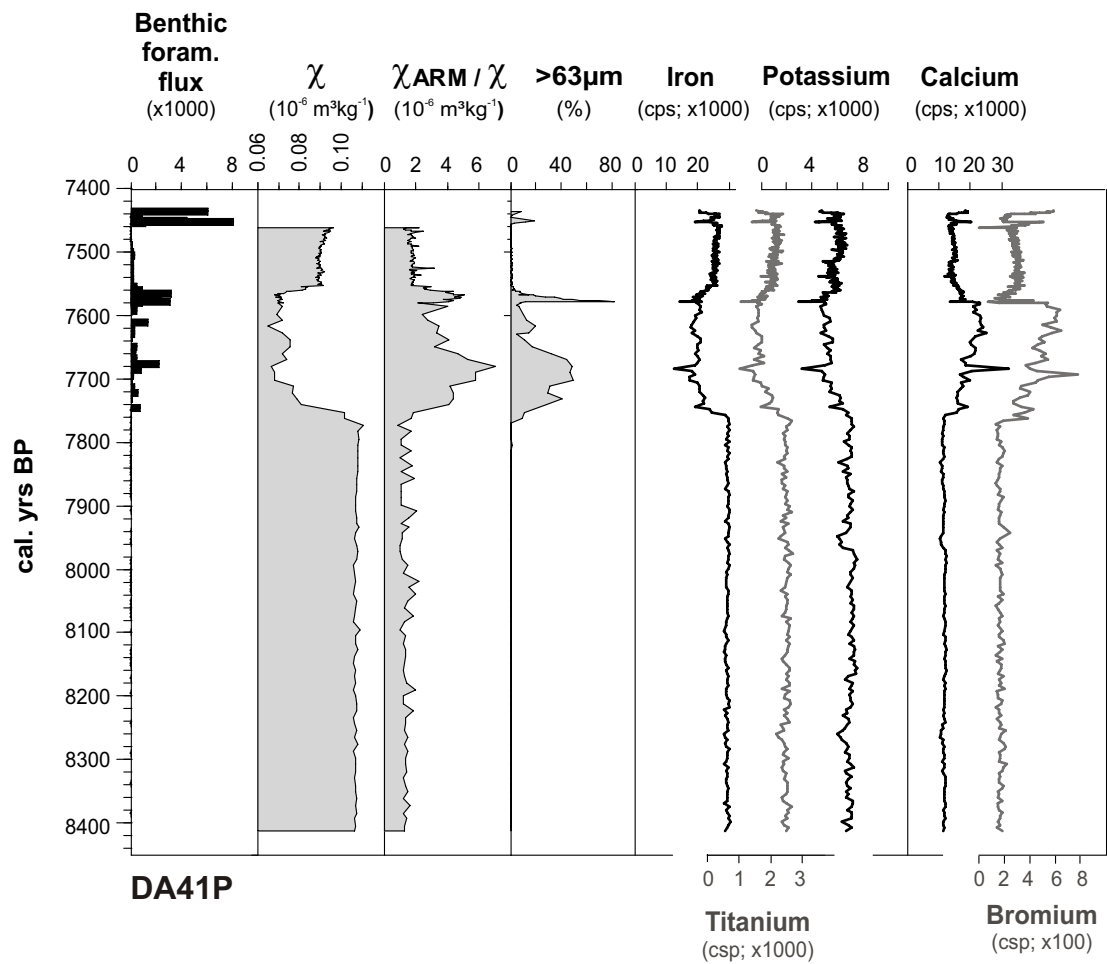 Benthic
foram.
flux
(x1000)
χ
(10⁻⁶ m³kg⁻¹)
χARM / χ
(10⁻⁶ m³kg⁻¹)
>63µm
(%)
Iron
(cps; x1000)
Potassium
(cps; x1000)
Calcium
(cps; x1000)
0 4 8
0.06 0.08 0.10
0 2 4 6
0 40 80
0 10 20
0 4 8
0 10 20 30
cal. yrs BP
7400
7500
7600
7700
7800
7900
8000
8100
8200
8300
8400
DA41P
0 1 2 3
Titanium
(csp; x1000)
0 2 4 6 8
Bromium
(csp; x100)